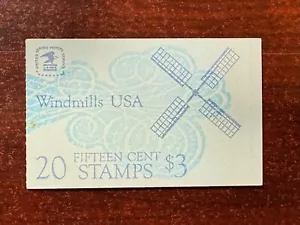 Windmills USA
20 FIFTEEN CENT STAMPS $3